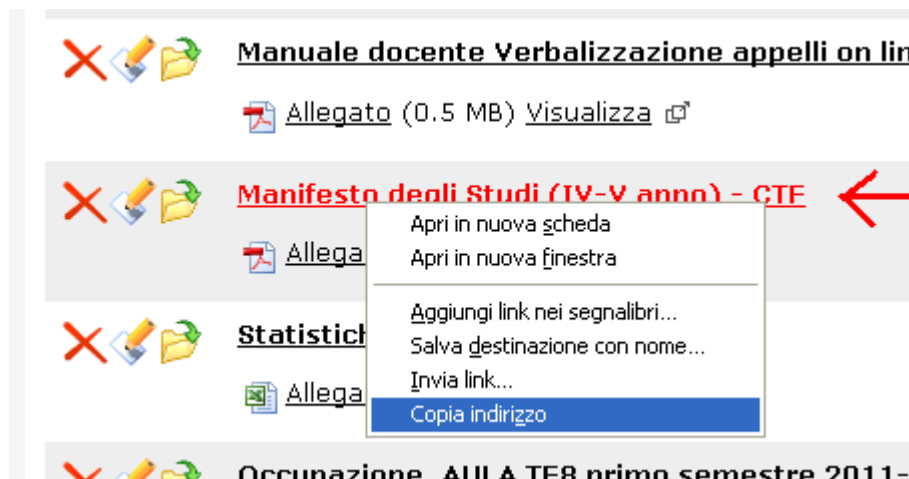 Manuale docente Verbalizzazione appelli on lin
Allegato (0.5 MB) Visualizza
Manifesto degli Studi (IV-V anno) - CTF
Allega
Apri in nuova scheda
Apri in nuova finestra
Aggiungi link nei segnalibri...
Salva destinazione con nome...
Invia link...
Copia indirizzo
Statistich
Allega
Occupazione AULA TE8 primo semestre 2011-